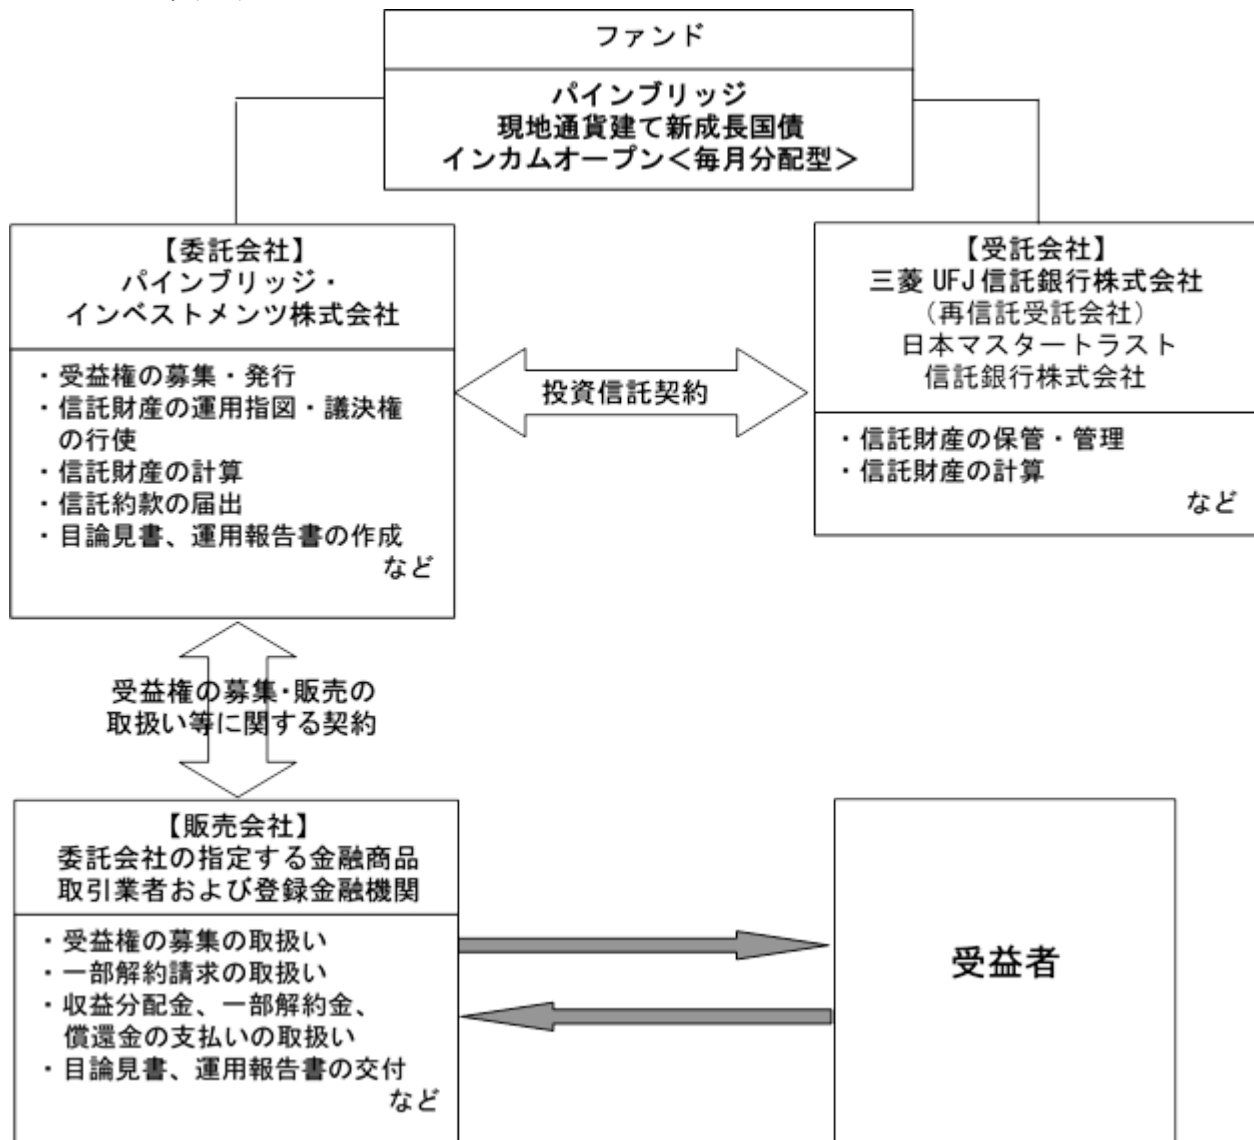 ファンド
パインブリッジ
現地通貨建て新成長国債
インカムオープン＜毎月分配型＞
【委託会社】
パインブリッジ・
インベストメンツ株式会社
・受益権の募集・発行
・信託財産の運用指図・議決権
の行使
・信託財産の計算
・信託約款の届出
・目論見書、運用報告書の作成
など
投資信託契約
【受託会社】
三菱 UFJ 信託銀行株式会社
（再信託受託会社）
日本マスタートラスト
信託銀行株式会社
・信託財産の保管・管理
・信託財産の計算
など
受益権の募集・販売の
取扱い等に関する契約
【販売会社】
委託会社の指定する金融商品
取引業者および登録金融機関
・受益権の募集の取扱い
・一部解約請求の取扱い
・収益分配金、一部解約金、
償還金の支払いの取扱い
・目論見書、運用報告書の交付
など
受益者